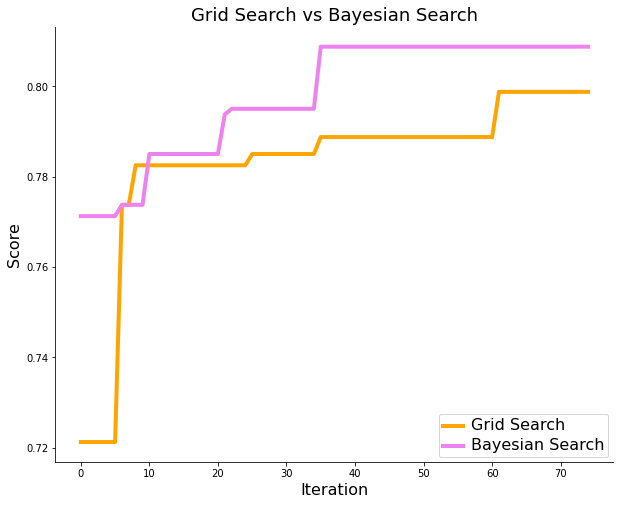 Grid Search vs Bayesian Search
Score
0.80
0.78
0.76
0.74
0.72
0 10 20 30 40 50 60 70
Iteration
Grid Search
Bayesian Search